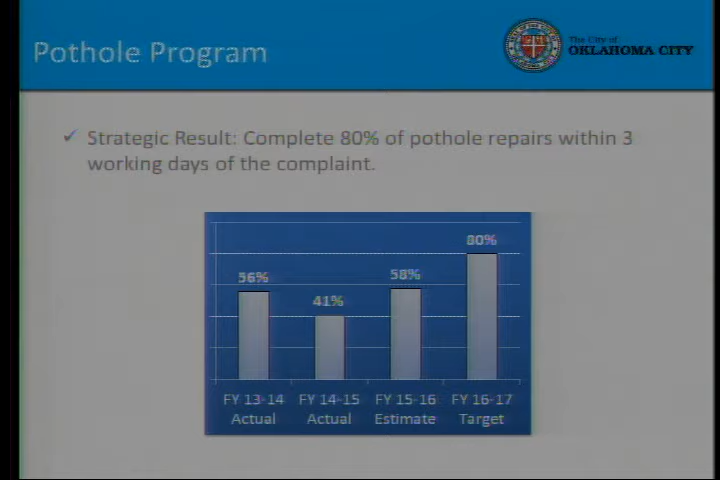 Pothole Program
The City of
OKLAHOMA CITY
✓ Strategic Result: Complete 80% of pothole repairs within 3
working days of the complaint.
56%
41%
58%
80%
FY 13-14
Actual
FY 14-15
Actual
FY 15-16
Estimate
FY 16-17
Target